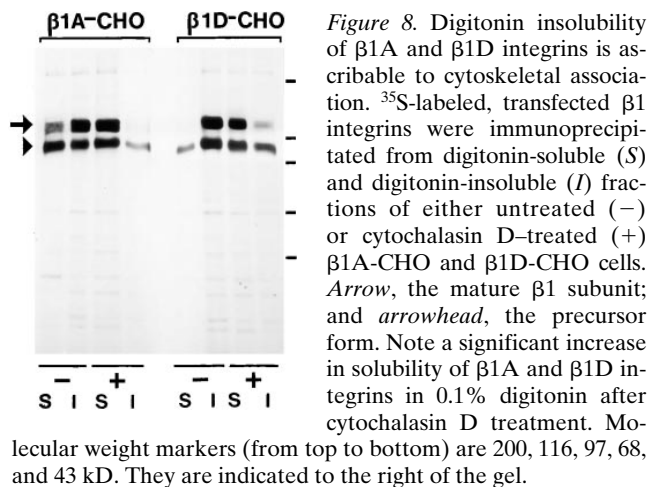 β1A–CHO β1D-CHO
− + − +
S I S I S I S I
Figure 8. Digitonin insolubility
of β1A and β1D integrins is as-
cribable to cytoskeletal associa-
tion. ³⁵S-labeled, transfected β1
integrins were immunoprecipi-
tated from digitonin-soluble (S)
and digitonin-insoluble (I) frac-
tions of either untreated (−)
or cytochalasin D–treated (+)
β1A-CHO and β1D-CHO cells.
Arrow, the mature β1 subunit;
and arrowhead, the precursor
form. Note a significant increase
in solubility of β1A and β1D in-
tegrins in 0.1% digitonin after
cytochalasin D treatment. Mo-
lecular weight markers (from top to bottom) are 200, 116, 97, 68,
and 43 kD. They are indicated to the right of the gel.